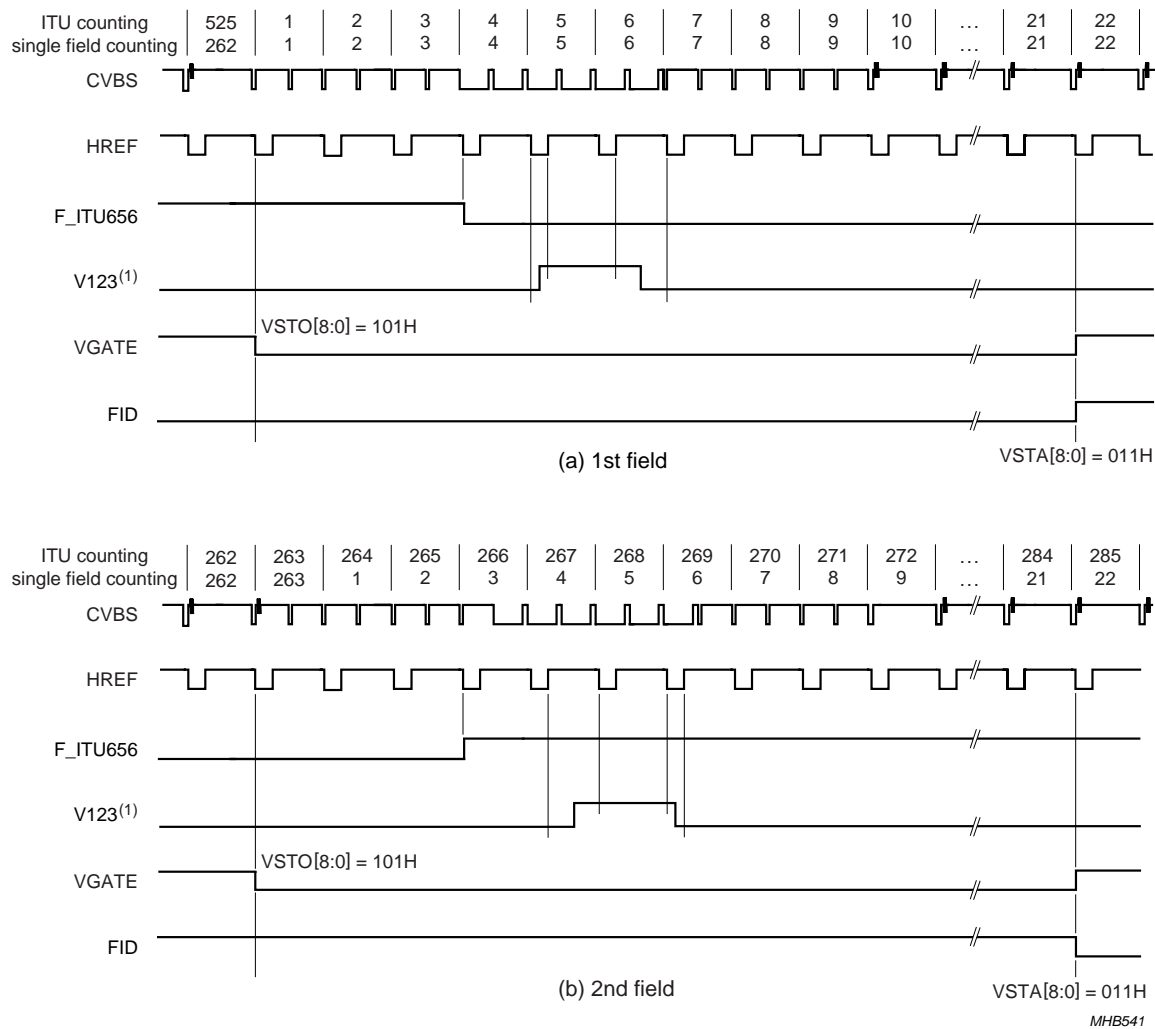 ITU counting 525 1 2 3 4 5 6 7 8 9 10 ... 21 22
single field counting 262 1 2 3 4 5 6 7 8 9 10 ... 21 22
CVBS
HREF
F_ITU656
V123(1)
VSTO[8:0] = 101H
VGATE
FID
(a) 1st field
VSTA[8:0] = 011H
ITU counting 262 263 264 265 266 267 268 269 270 271 272 ... 284 285
single field counting 262 263 1 2 3 4 5 6 7 8 9 ... 21 22
CVBS
HREF
F_ITU656
V123(1)
VSTO[8:0] = 101H
VGATE
FID
(b) 2nd field
VSTA[8:0] = 011H
MHB541